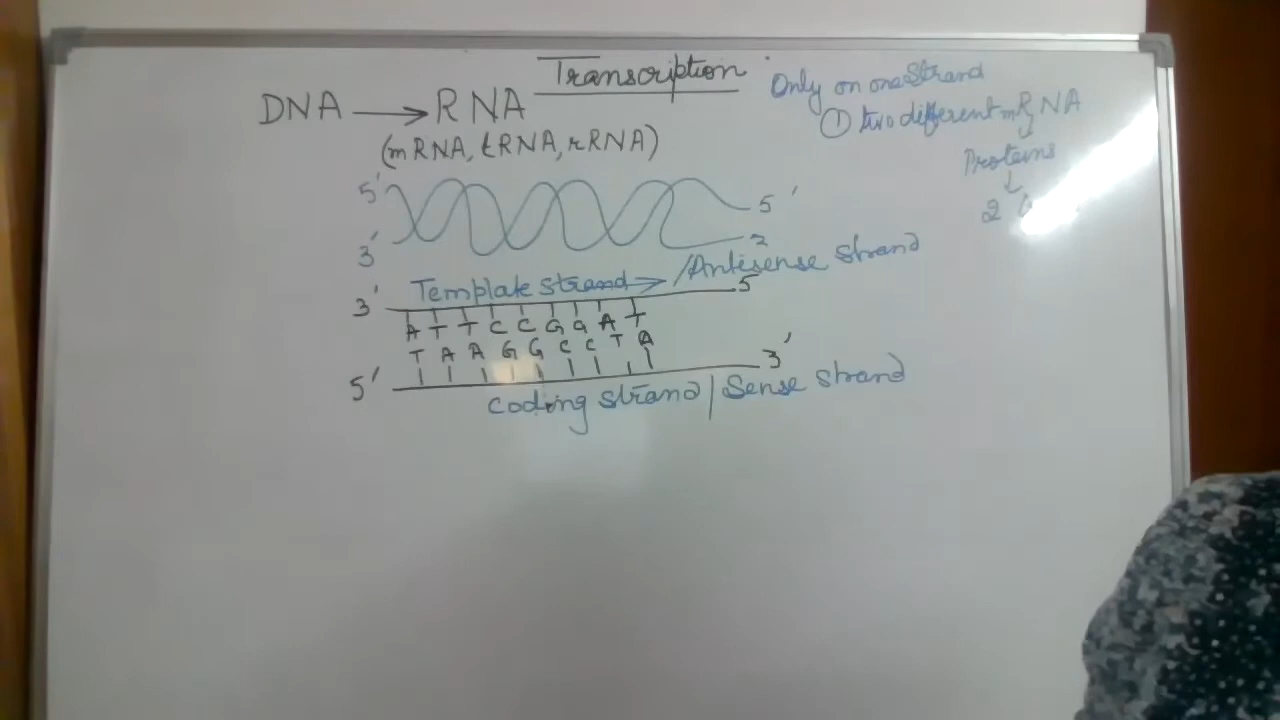 Transcription
Only on one Strand
DNA → RNA
① two different mRNA
(mRNA, tRNA, rRNA)
Proteins
↓
5' 5'
2
3'
Template strand → /Antisense strand
3' 5
A T T C C G G A T
T A A G G C C T A
5' 3'
Coding strand | Sense strand